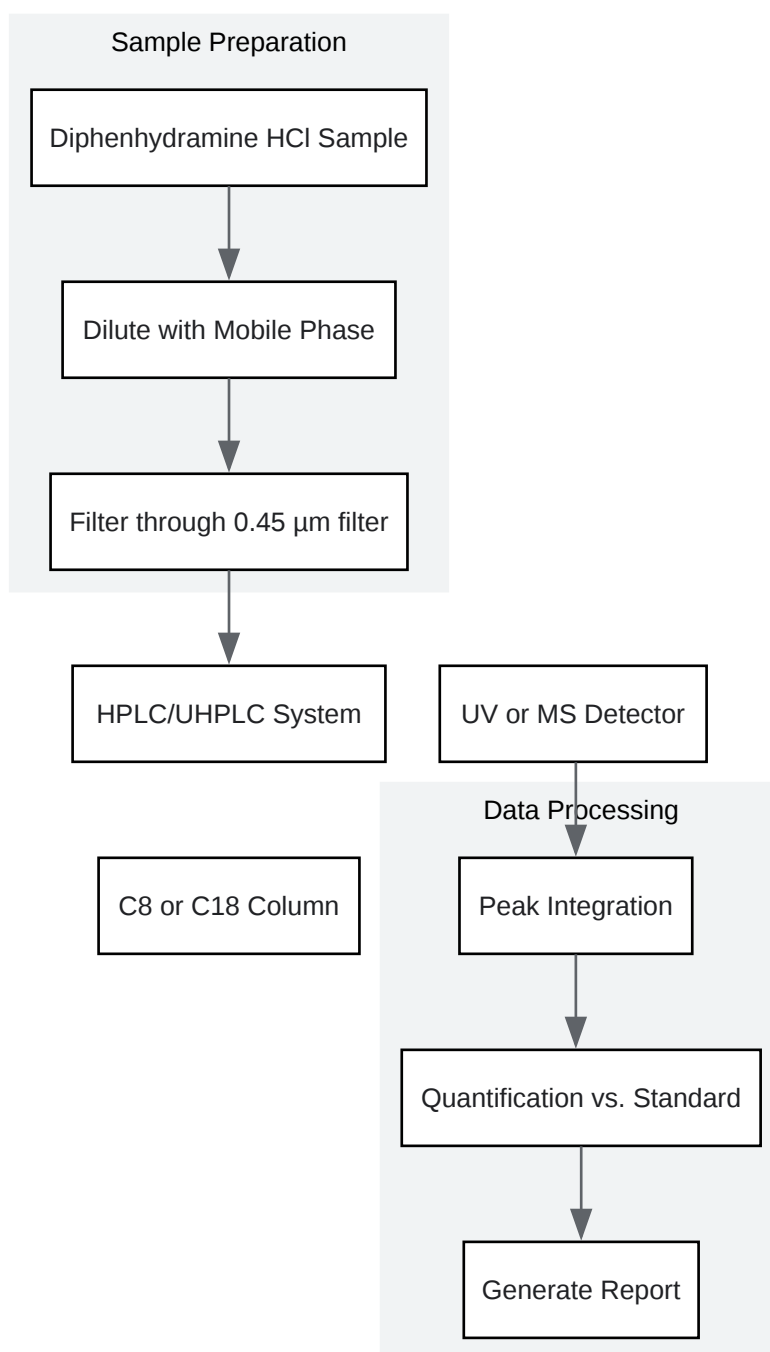 Sample Preparation
Diphenhydramine HCl Sample
Dilute with Mobile Phase
Filter through 0.45 µm filter
HPLC/UHPLC System
UV or MS Detector
Data Processing
C8 or C18 Column
Peak Integration
Quantification vs. Standard
Generate Report